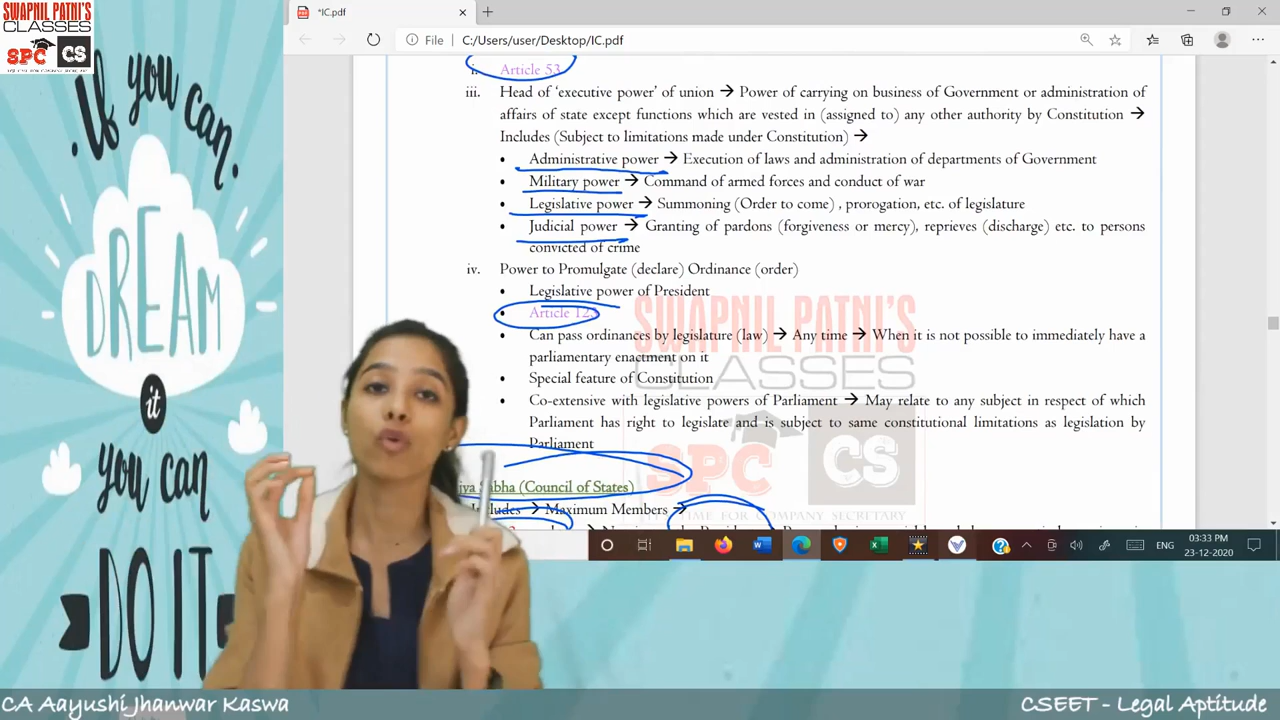 SWAPNIL PATNI'S
CLASSES
SPC CS
If you can
DREAM
it
you can
DO IT
*IC.pdf
File C:/Users/user/Desktop/IC.pdf
Article 53
iii. Head of 'executive power' of union → Power of carrying on business of Government or administration of
affairs of state except functions which are vested in (assigned to) any other authority by Constitution →
Includes (Subject to limitations made under Constitution) →
• Administrative power → Execution of laws and administration of departments of Government
• Military power → Command of armed forces and conduct of war
• Legislative power → Summoning (Order to come) , prorogation, etc. of legislature
• Judicial power → Granting of pardons (forgiveness or mercy), reprieves (discharge) etc. to persons
convicted of crime
iv. Power to Promulgate (declare) Ordinance (order)
• Legislative power of President
• Article 123
• Can pass ordinances by legislature (law) → Any time → When it is not possible to immediately have a
parliamentary enactment on it
• Special feature of Constitution
• Co-extensive with legislative powers of Parliament → May relate to any subject in respect of which
Parliament has right to legislate and is subject to same constitutional limitations as legislation by
Parliament
SWAPNIL PATNI'S
CLASSES
SPC CS
TIME FOR COMPANY SECRETARY
Sabha (Council of States)
Maximum Members →
ENG
03:33 PM
23-12-2020
CA Aayushi Jhanwar Kaswa
CSEET - Legal Aptitude